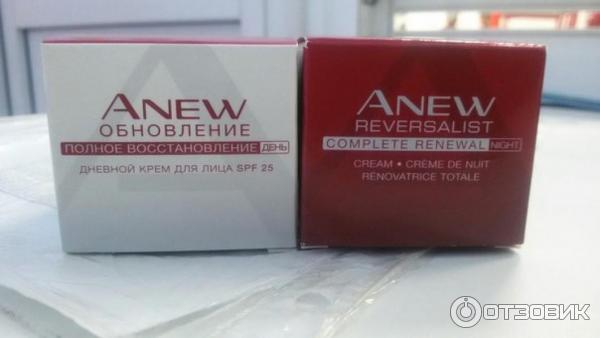 ANEW
ОБНОВЛЕНИЕ
ПОЛНОЕ ВОССТАНОВЛЕНИЕ ДЕНЬ
ДНЕВНОЙ КРЕМ ДЛЯ ЛИЦА SPF 25
ANEW
REVERSALIST
COMPLETE RENEWAL NIGHT
CREAM • CRÈME DE NUIT
RÉNOVATRICE TOTALE
ОТЗОВИК